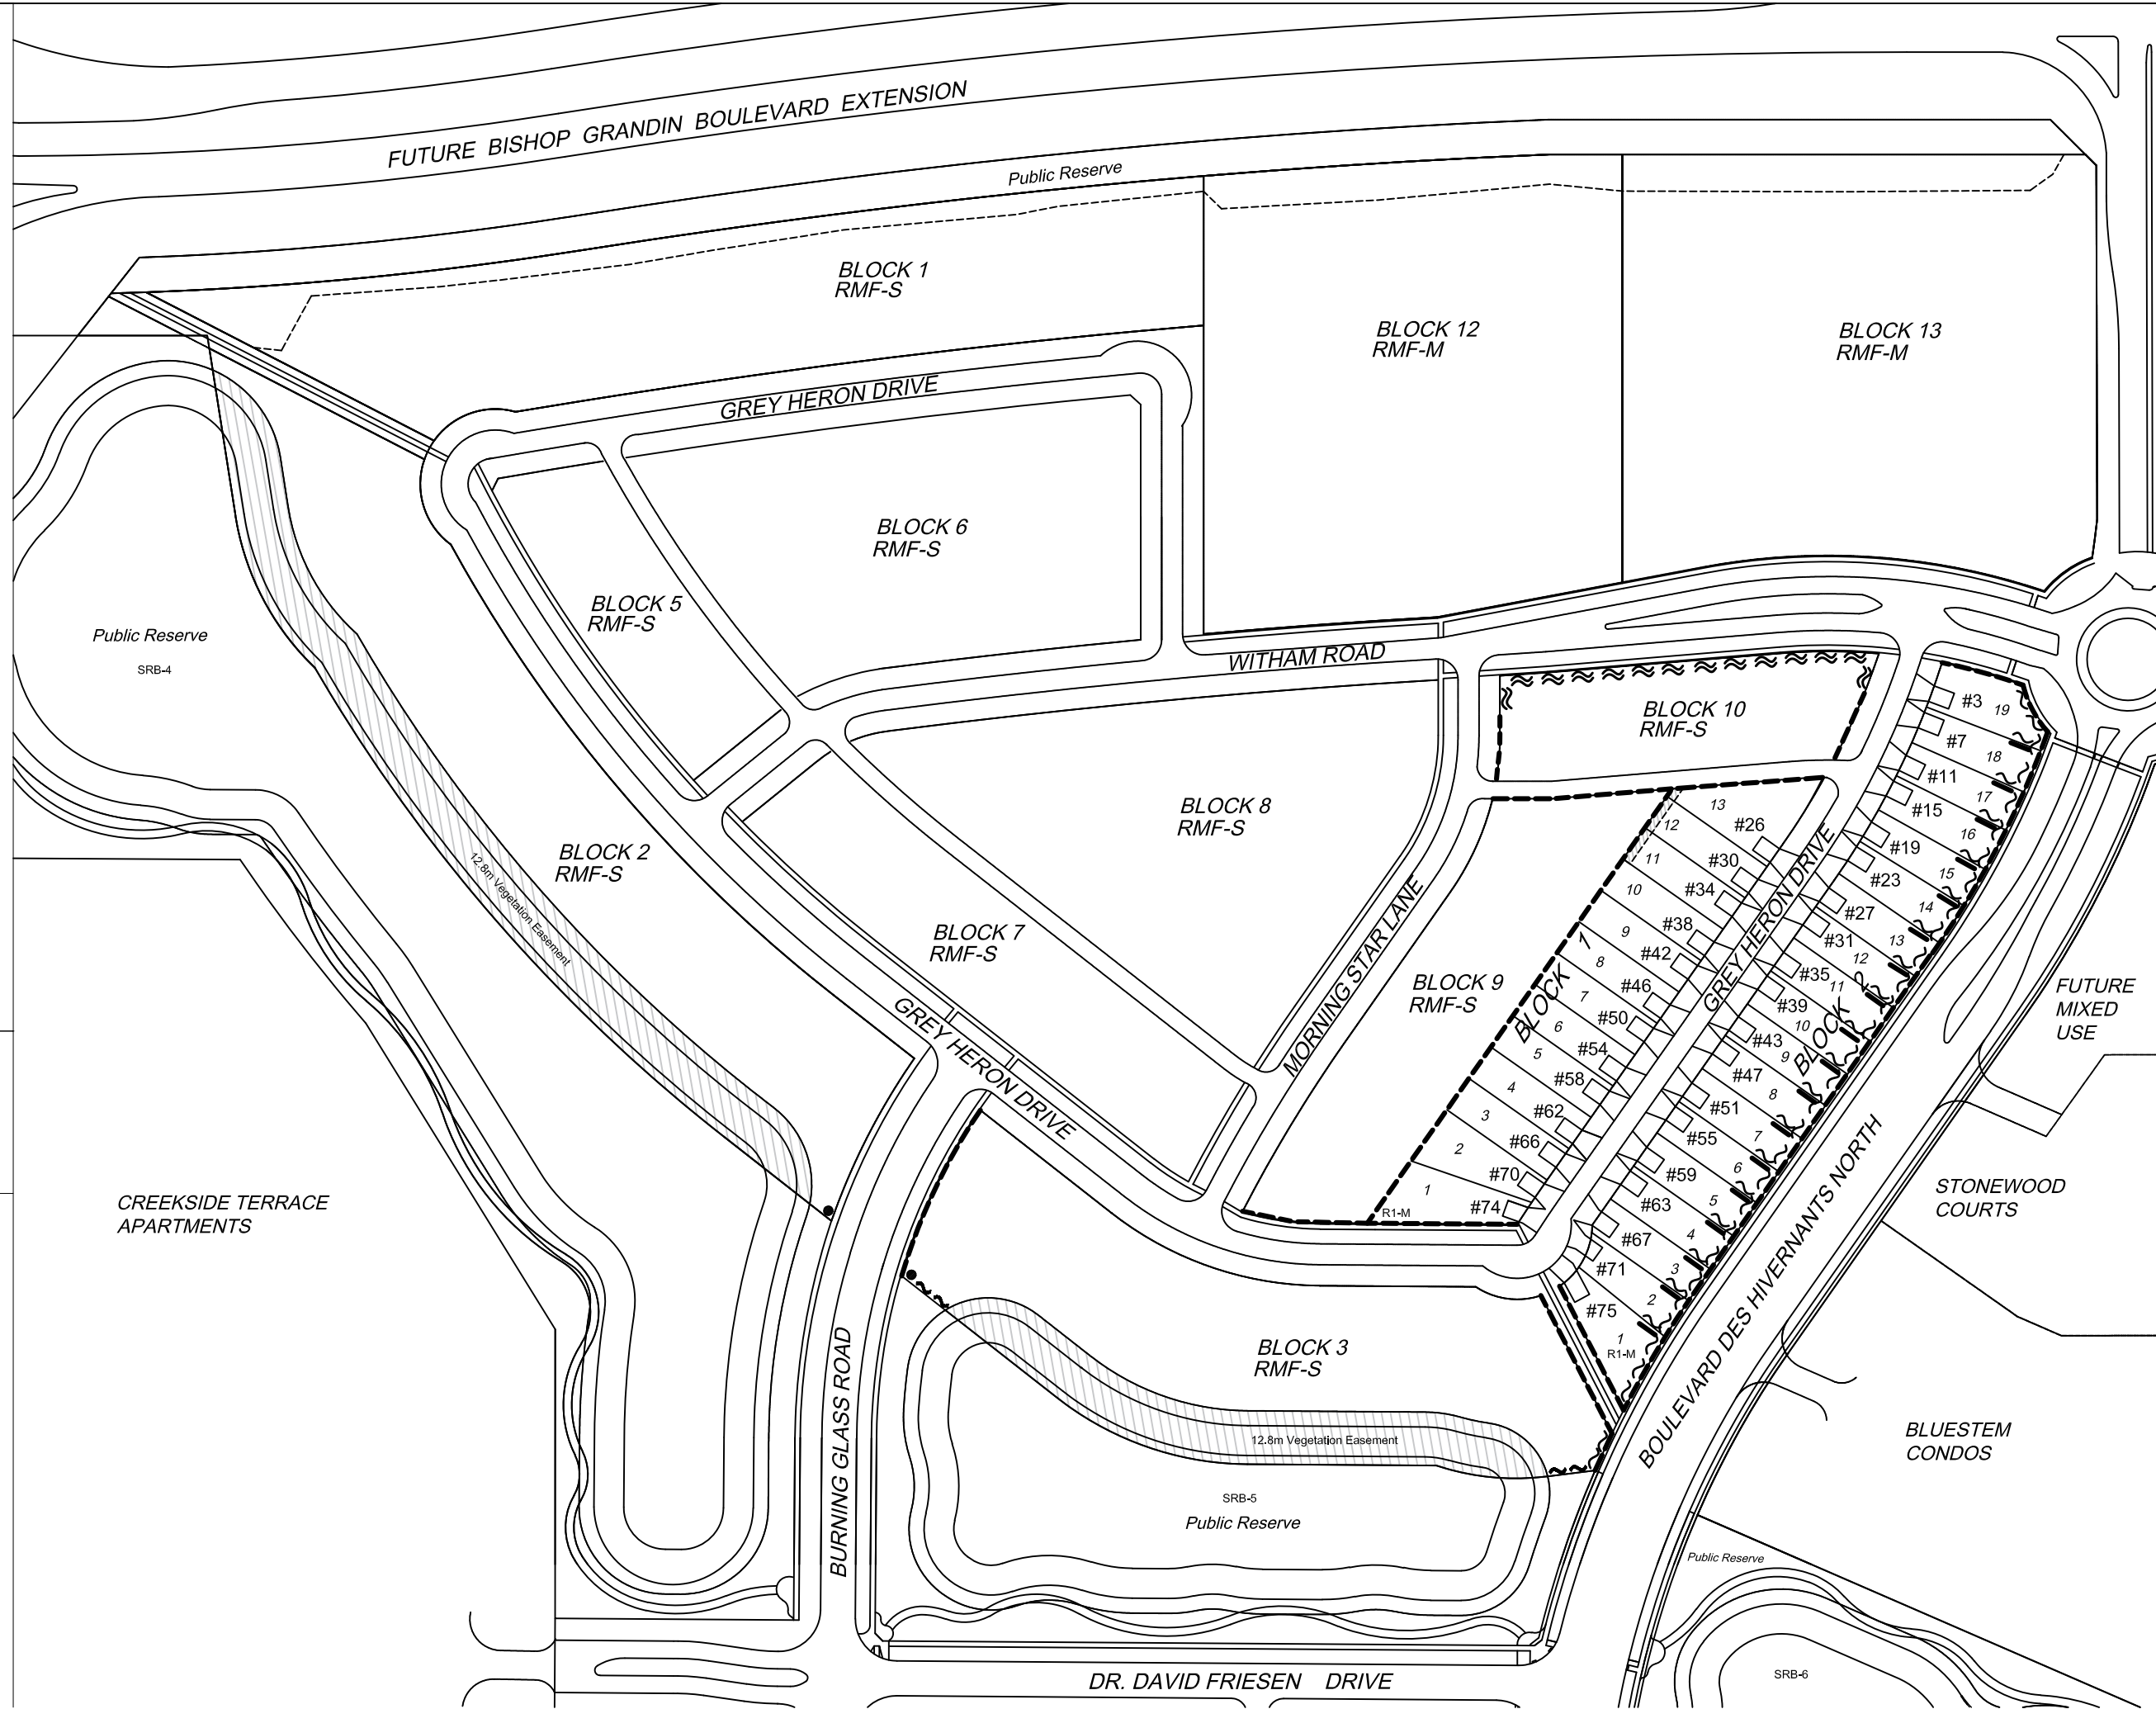 FUTURE BISHOP GRANDIN BOULEVARD EXTENSION
Public Reserve
BLOCK 1
RMF-S
BLOCK 12
RMF-M
BLOCK 13
RMF-M
GREY HERON DRIVE
BLOCK 6
RMF-S
BLOCK 5
RMF-S
Public Reserve
SRB-4
WITHAM ROAD
BLOCK 10
RMF-S
BLOCK 8
RMF-S
BLOCK 2
RMF-S
12.8m Vegetation Easement
BLOCK 7
RMF-S
MORNING STAR LANE
BLOCK 9
RMF-S
GREY HERON DRIVE
BLOCK 1
13
#26
12
#30
11
#34
10
#38
9
#42
8
#46
7
#50
6
#54
5
#58
4
#62
3
#66
2
#70
1
#74
R1-M
GREY HERON DRIVE
BLOCK 2
#3
19
#7
18
#11
17
#15
16
#19
15
#23
14
#27
13
#31
12
#35
11
#39
10
#43
9
#47
8
#51
7
#55
6
#59
5
#63
4
#67
3
#71
2
#75
1
R1-M
FUTURE
MIXED
USE
STONEWOOD
COURTS
BOULEVARD DES HIVERNANTS NORTH
BLUESTEM
CONDOS
CREEKSIDE TERRACE
APARTMENTS
BURNING GLASS ROAD
BLOCK 3
RMF-S
12.8m Vegetation Easement
SRB-5
Public Reserve
Public Reserve
SRB-6
DR. DAVID FRIESEN DRIVE